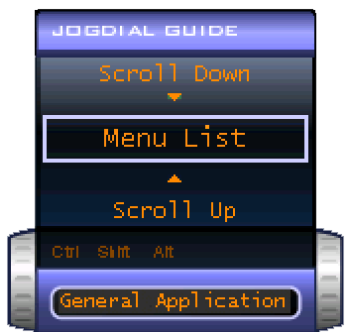 JOGDIAL GUIDE
Scroll Down
Menu List
Scroll Up
Ctrl Shift Alt
General Application